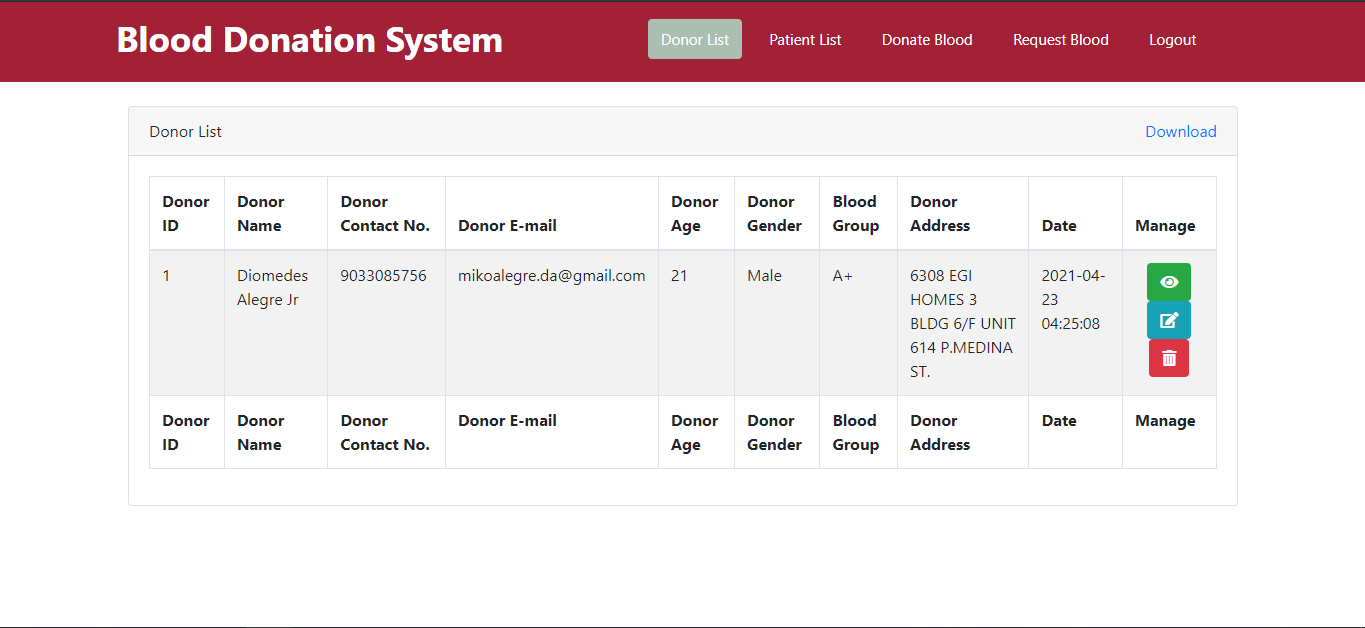 Blood Donation System
Donor List
Patient List
Donate Blood
Request Blood
Logout
Donor List
Download
Donor ID
Donor Name
Donor Contact No.
Donor E-mail
Donor Age
Donor Gender
Blood Group
Donor Address
Date
Manage
1
Diomedes
Alegre Jr
9033085756
mikoalegre.da@gmail.com
21
Male
A+
6308 EGI
HOMES 3
BLDG 6/F UNIT
614 P.MEDINA
ST.
2021-04-
23
04:25:08
Donor ID
Donor Name
Donor Contact No.
Donor E-mail
Donor Age
Donor Gender
Blood Group
Donor Address
Date
Manage